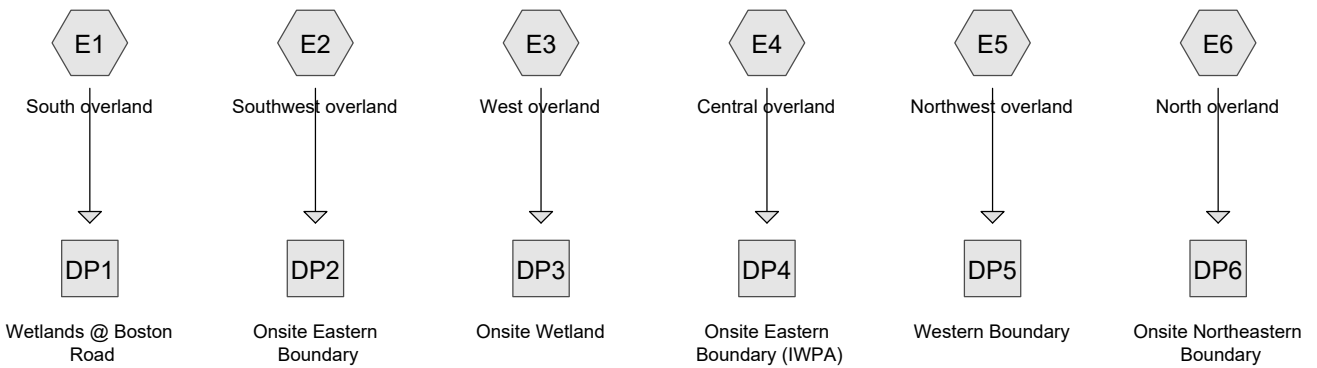 E1
E2
E3
E4
E5
E6
South overland
Southwest overland
West overland
Central overland
Northwest overland
North overland
DP1
DP2
DP3
DP4
DP5
DP6
Wetlands @ Boston
Road
Onsite Eastern
Boundary
Onsite Wetland
Onsite Eastern
Boundary (IWPA)
Western Boundary
Onsite Northeastern
Boundary